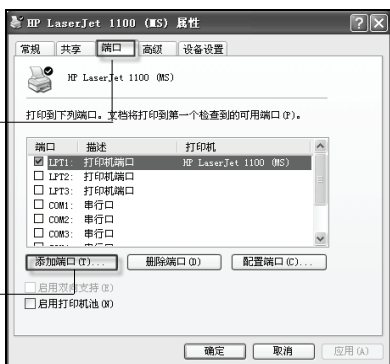 HP LaserJet 1100 (MS) 属性
常规 共享 端口 高级 设备设置
HP LaserJet 1100 (MS)
打印到下列端口。文档将打印到第一个检查到的可用端口(P)。
端口 描述 打印机
LPT1: 打印机端口 HP LaserJet 1100 (MS)
LPT2: 打印机端口
LPT3: 打印机端口
COM1: 串行口
COM2: 串行口
COM3: 串行口
添加端口(T)... 删除端口(D) 配置端口(C)...
启用双向支持(E)
启用打印机池(N)
确定 取消 应用(A)